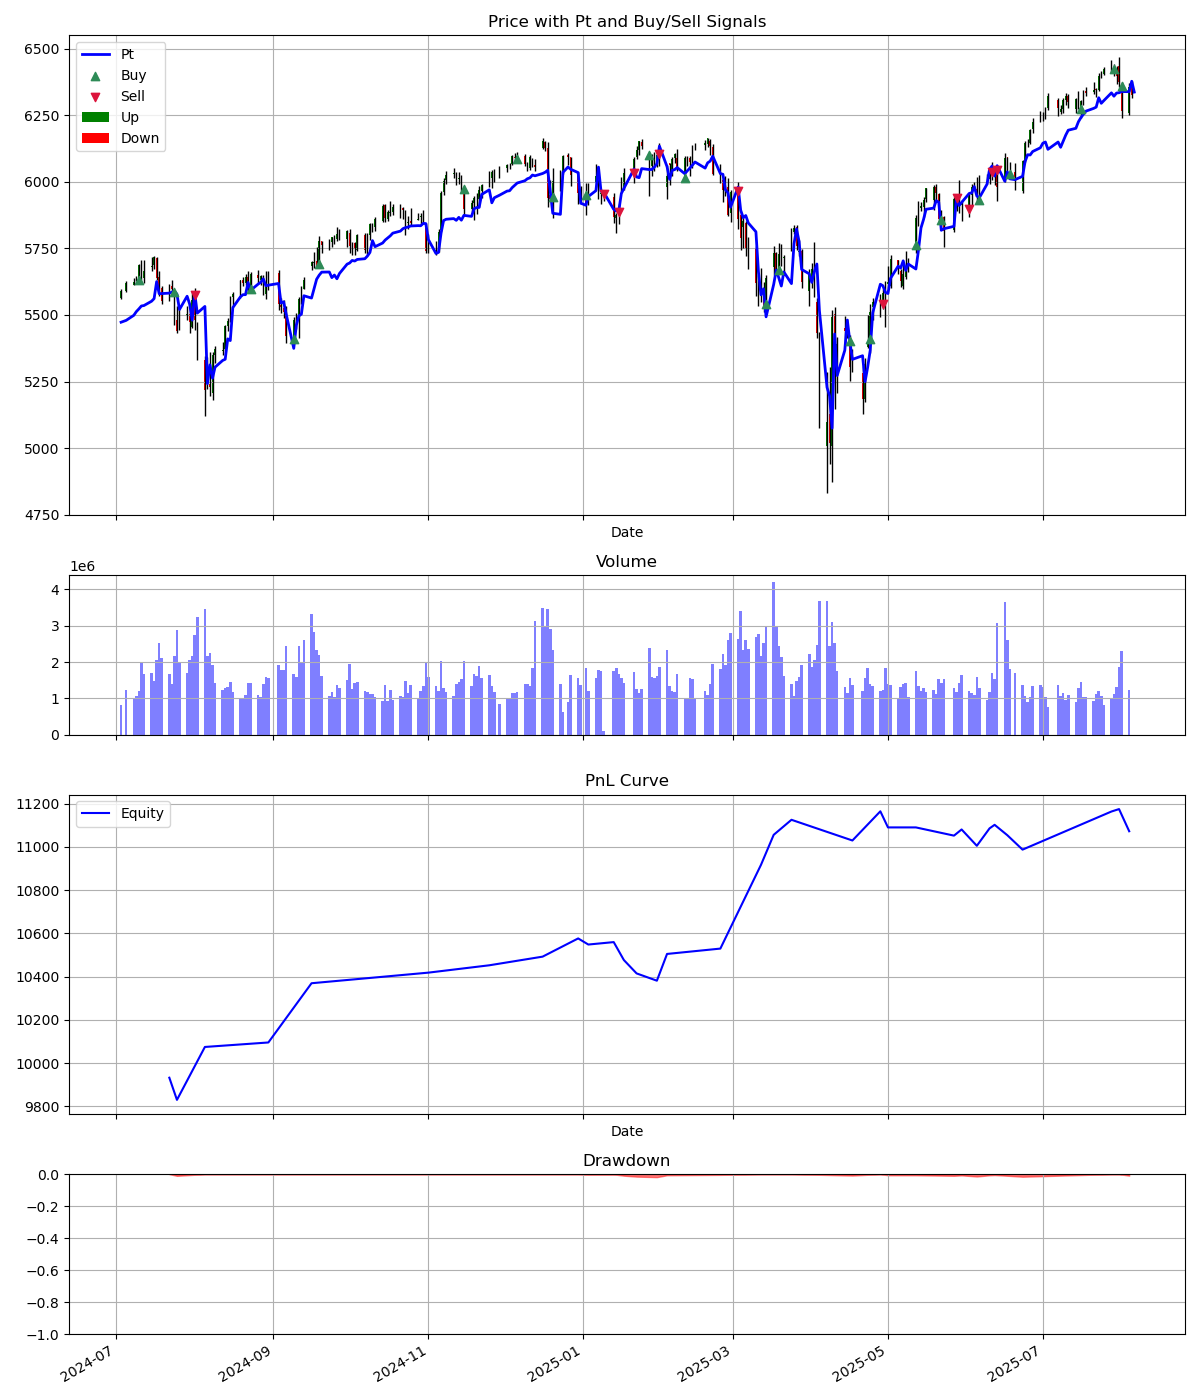 Price with Pt and Buy/Sell Signals
6500
6250
6000
5750
5500
5250
5000
4750
Pt
Buy
Sell
Up
Down
Date
Volume
1e6
4
3
2
1
0
PnL Curve
11200
11000
10800
10600
10400
10200
10000
9800
Equity
Date
Drawdown
0.0
−0.2
−0.4
−0.6
−0.8
−1.0
2024-07
2024-09
2024-11
2025-01
2025-03
2025-05
2025-07